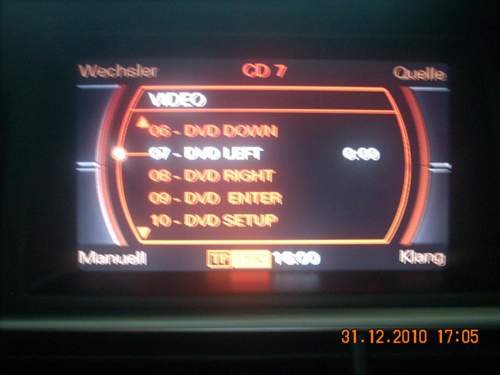 Wechsler CD 7 Quelle
VIDEO
06 - DVD DOWN
07 - DVD LEFT 0:00
08 - DVD RIGHT
09 - DVD ENTER
10 - DVD SETUP
Manuell TP 16:00 Klang
31.12.2010 17:05